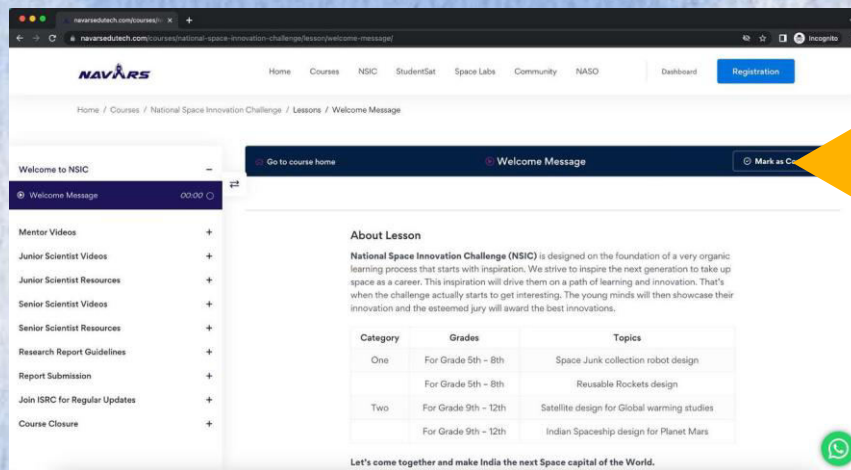 navarsedutech.com/courses/n
navarsedutech.com/courses/national-space-innovation-challenge/lesson/welcome-message/
Incognito
NAVARS
Home Courses NSIC StudentSat Space Labs Community NASO Dashboard Registration
Home / Courses / National Space Innovation Challenge / Lessons / Welcome Message
Welcome to NSIC
Welcome Message 00:00
Mentor Videos
Junior Scientist Videos
Junior Scientist Resources
Senior Scientist Videos
Senior Scientist Resources
Research Report Guidelines
Report Submission
Join ISRC for Regular Updates
Course Closure
Go to course home Welcome Message Mark as Co
About Lesson
National Space Innovation Challenge (NSIC) is designed on the foundation of a very organic
learning process that starts with inspiration. We strive to inspire the next generation to take up
space as a career. This inspiration will drive them on a path of learning and innovation. That's
when the challenge actually starts to get interesting. The young minds will then showcase their
innovation and the esteemed jury will award the best innovations.
Category Grades Topics
One For Grade 5th – 8th Space Junk collection robot design
For Grade 5th – 8th Reusable Rockets design
Two For Grade 9th – 12th Satellite design for Global warming studies
For Grade 9th – 12th Indian Spaceship design for Planet Mars
Let's come together and make India the next Space capital of the World.